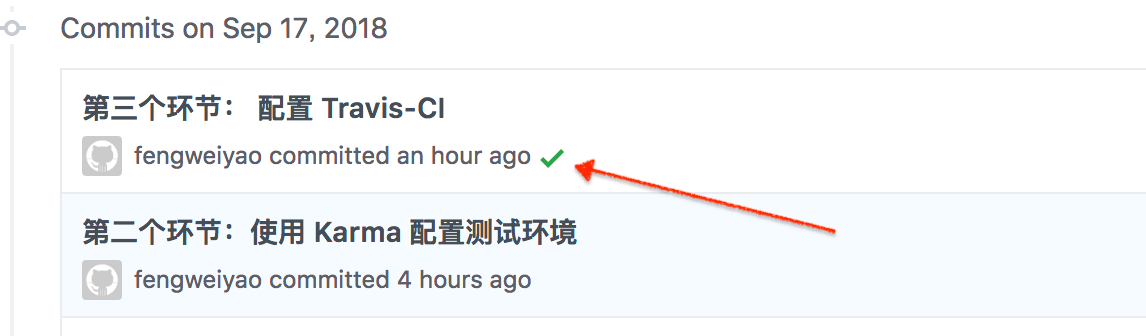 Commits on Sep 17, 2018
第三个环节： 配置 Travis-CI
fengweiyao committed an hour ago
第二个环节：使用 Karma 配置测试环境
fengweiyao committed 4 hours ago